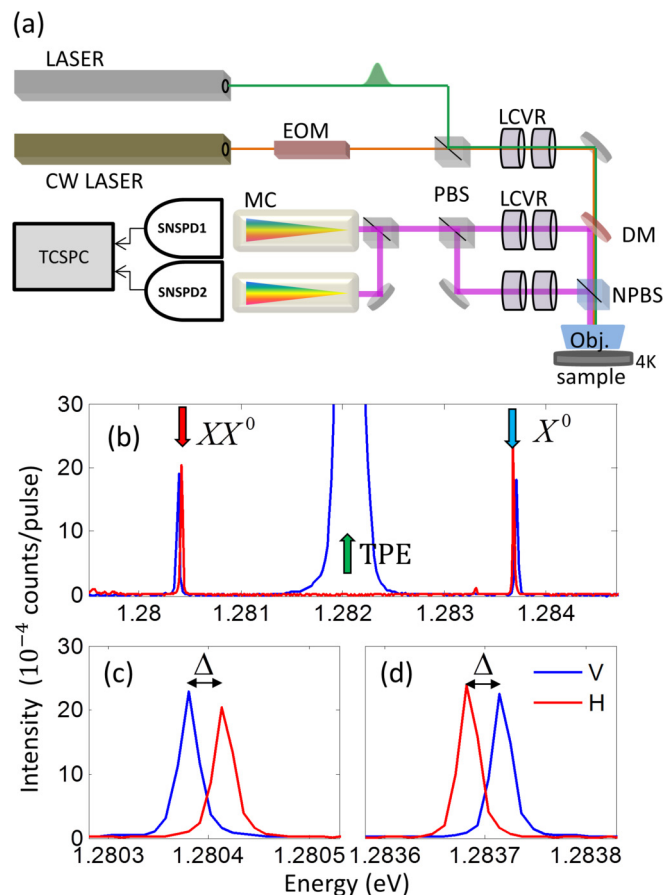 (a)
LASER
CW LASER
EOM
LCVR
MC
PBS
LCVR
DM
NPBS
TCSPC
SNSPD1
SNSPD2
Obj.
4K
sample
Intensity (10⁻⁴ counts/pulse)
(b)
XX⁰
TPE
X⁰
30
20
10
0
1.28 1.281 1.282 1.283 1.284
(c)
Δ
30
20
10
0
1.2803 1.2804 1.2805
(d)
Δ
V
H
1.2836 1.2837 1.2838
Energy (eV)